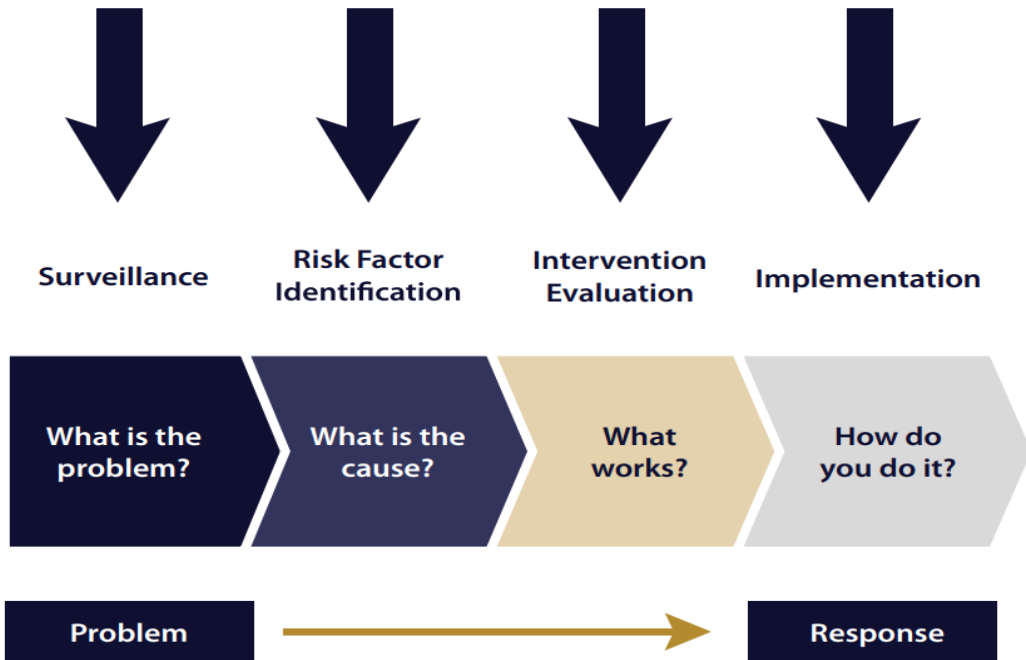 Surveillance
Risk Factor
Identification
Intervention
Evaluation
Implementation
What is the
problem?
What is the
cause?
What
works?
How do
you do it?
Problem
Response